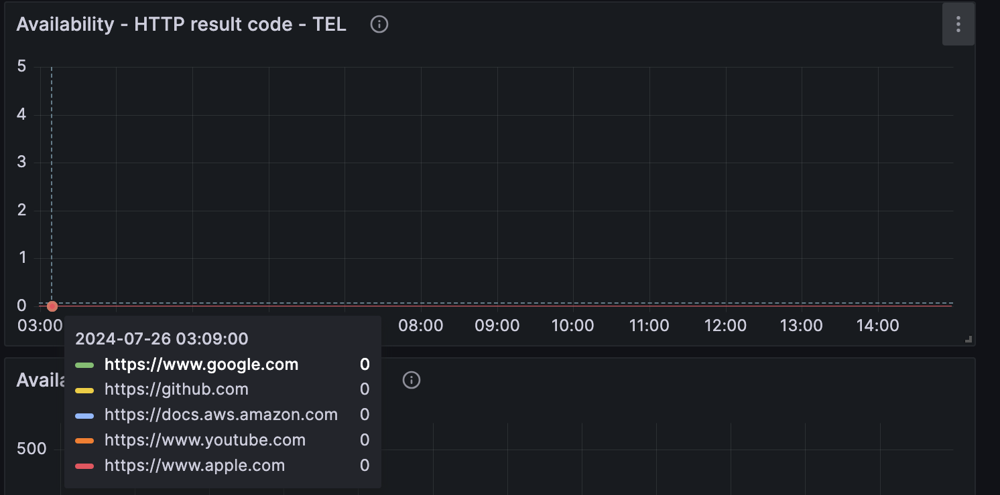 Availability - HTTP result code - TEL
5
4
3
2
1
0
03:00 08:00 09:00 10:00 11:00 12:00 13:00 14:00
2024-07-26 03:09:00
https://www.google.com 0
https://github.com 0
https://docs.aws.amazon.com 0
https://www.youtube.com 0
https://www.apple.com 0
500